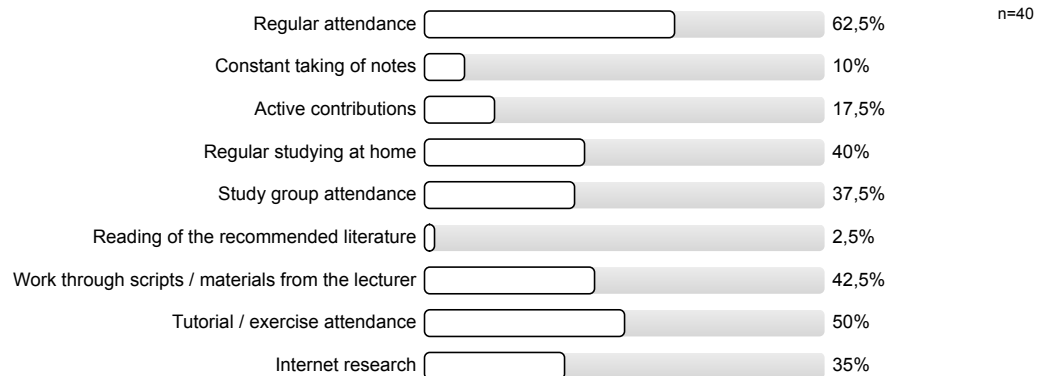 Regular attendance 62,5% n=40
Constant taking of notes 10%
Active contributions 17,5%
Regular studying at home 40%
Study group attendance 37,5%
Reading of the recommended literature 2,5%
Work through scripts / materials from the lecturer 42,5%
Tutorial / exercise attendance 50%
Internet research 35%